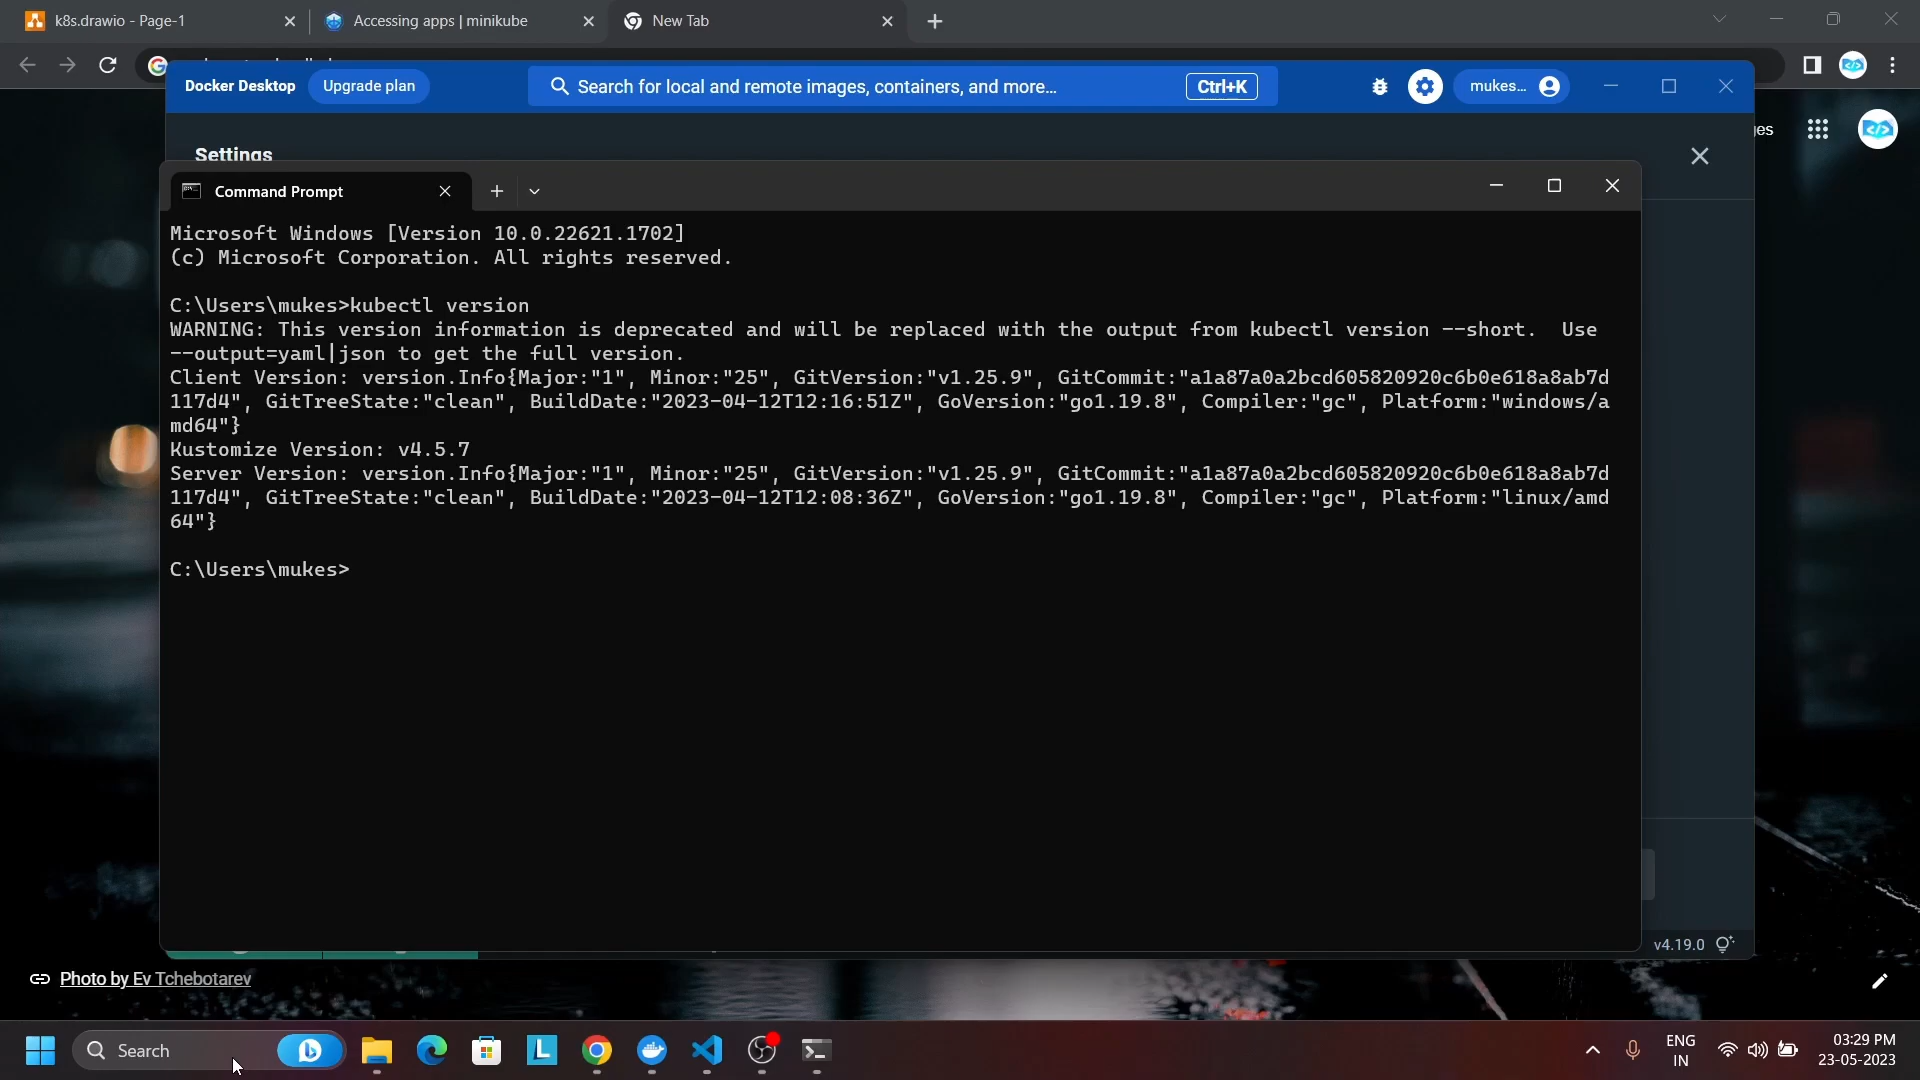 k8s.drawio - Page-1
Accessing apps | minikube
New Tab
Docker Desktop
Upgrade plan
Search for local and remote images, containers, and more...
Ctrl+K
mukes...
Settings
Command Prompt
Microsoft Windows [Version 10.0.22621.1702]
(c) Microsoft Corporation. All rights reserved.
C:\Users\mukes>kubectl version
WARNING: This version information is deprecated and will be replaced with the output from kubectl version --short.  Use
--output=yaml|json to get the full version.
Client Version: version.Info{Major:"1", Minor:"25", GitVersion:"v1.25.9", GitCommit:"a1a87a0a2bcd605820920c6b0e618a8ab7d
117d4", GitTreeState:"clean", BuildDate:"2023-04-12T12:16:51Z", GoVersion:"go1.19.8", Compiler:"gc", Platform:"windows/a
md64"}
Kustomize Version: v4.5.7
Server Version: version.Info{Major:"1", Minor:"25", GitVersion:"v1.25.9", GitCommit:"a1a87a0a2bcd605820920c6b0e618a8ab7d
117d4", GitTreeState:"clean", BuildDate:"2023-04-12T12:08:36Z", GoVersion:"go1.19.8", Compiler:"gc", Platform:"linux/amd
64"}
C:\Users\mukes>
v4.19.0
Photo by Ev Tchebotarev
Search
ENG
IN
03:29 PM
23-05-2023